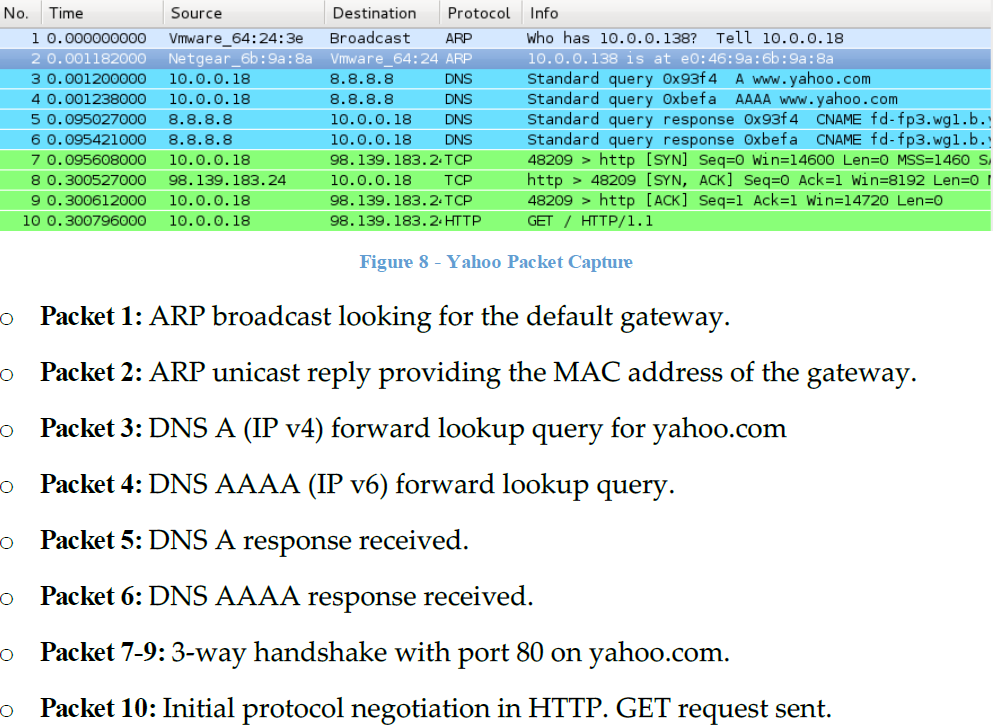 No. Time Source Destination Protocol Info
1 0.000000000 Vmware_64:24:3e Broadcast ARP Who has 10.0.0.138? Tell 10.0.0.18
2 0.001182000 Netgear_6b:9a:8a Vmware_64:24 ARP 10.0.0.138 is at e0:46:9a:6b:9a:8a
3 0.001200000 10.0.0.18 8.8.8.8 DNS Standard query 0x93f4 A www.yahoo.com
4 0.001238000 10.0.0.18 8.8.8.8 DNS Standard query 0xbefa AAAA www.yahoo.com
5 0.095027000 8.8.8.8 10.0.0.18 DNS Standard query response 0x93f4 CNAME fd-fp3.wg1.b.
6 0.095421000 8.8.8.8 10.0.0.18 DNS Standard query response 0xbefa CNAME fd-fp3.wg1.b.
7 0.095608000 10.0.0.18 98.139.183.2 TCP 48209 > http [SYN] Seq=0 Win=14600 Len=0 MSS=1460
8 0.300527000 98.139.183.24 10.0.0.18 TCP http > 48209 [SYN, ACK] Seq=0 Ack=1 Win=8192 Len=0
9 0.300612000 10.0.0.18 98.139.183.2 TCP 48209 > http [ACK] Seq=1 Ack=1 Win=14720 Len=0
10 0.300796000 10.0.0.18 98.139.183.2 HTTP GET / HTTP/1.1
Figure 8 - Yahoo Packet Capture
o Packet 1: ARP broadcast looking for the default gateway.
o Packet 2: ARP unicast reply providing the MAC address of the gateway.
o Packet 3: DNS A (IP v4) forward lookup query for yahoo.com
o Packet 4: DNS AAAA (IP v6) forward lookup query.
o Packet 5: DNS A response received.
o Packet 6: DNS AAAA response received.
o Packet 7-9: 3-way handshake with port 80 on yahoo.com.
o Packet 10: Initial protocol negotiation in HTTP. GET request sent.